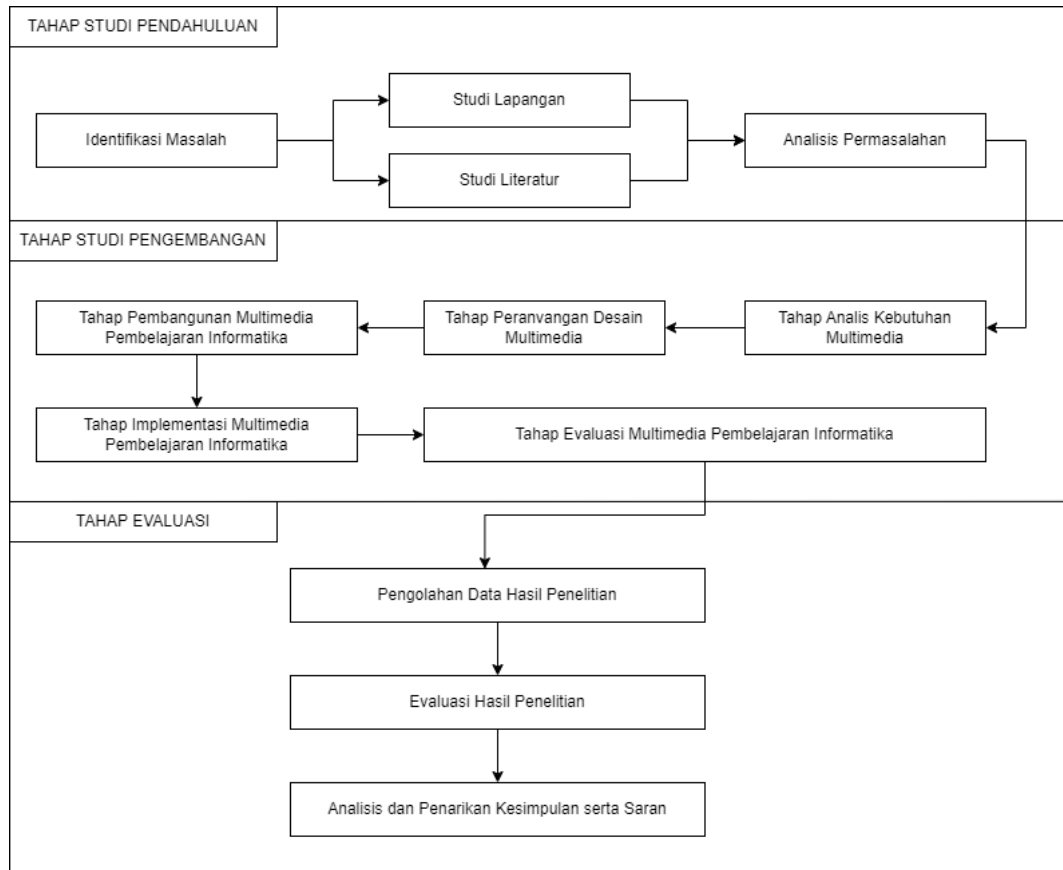 TAHAP STUDI PENDAHULUAN
Studi Lapangan
Identifikasi Masalah
Analisis Permasalahan
Studi Literatur
TAHAP STUDI PENGEMBANGAN
Tahap Pembangunan Multimedia
Pembelajaran Informatika
Tahap Peranvangan Desain
Multimedia
Tahap Analis Kebutuhan
Multimedia
Tahap Implementasi Multimedia
Pembelajaran Informatika
Tahap Evaluasi Multimedia Pembelajaran Informatika
TAHAP EVALUASI
Pengolahan Data Hasil Penelitian
Evaluasi Hasil Penelitian
Analisis dan Penarikan Kesimpulan serta Saran